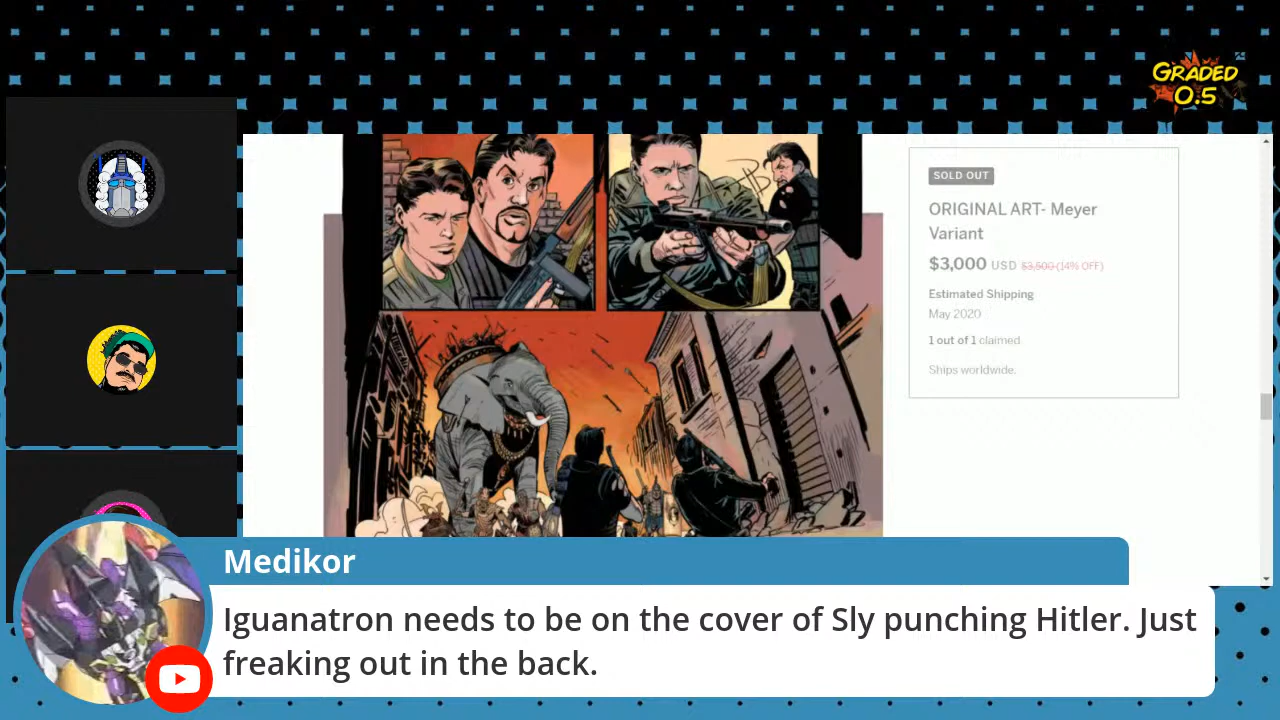 GRADED
0.5
SOLD OUT
ORIGINAL ART- Meyer
Variant
$3,000 USD $3,500 (14% OFF)
Estimated Shipping
May 2020
1 out of 1 claimed
Ships worldwide.
Medikor
Iguanatron needs to be on the cover of Sly punching Hitler. Just
freaking out in the back.